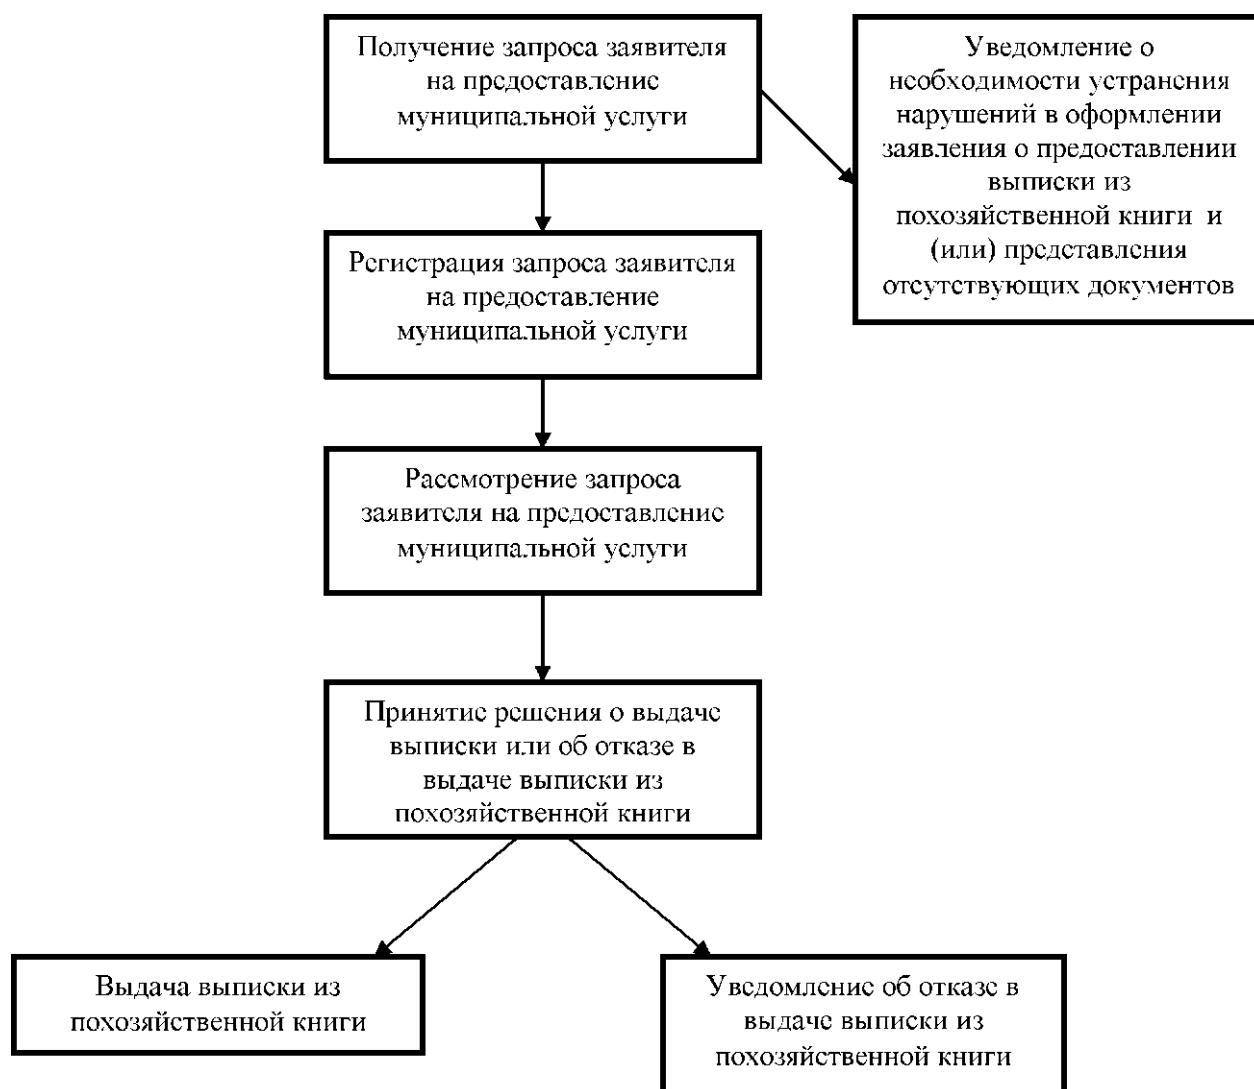 Получение запроса заявителя
на предоставление
муниципальной услуги
Уведомление о
необходимости устранения
нарушений в оформлении
заявления о предоставлении
выписки из
похозяйственной книги и
(или) представления
отсутствующих документов
Регистрация запроса заявителя
на предоставление
муниципальной услуги
Рассмотрение запроса
заявителя на предоставление
муниципальной услуги
Принятие решения о выдаче
выписки или об отказе в
выдаче выписки из
похозяйственной книги
Выдача выписки из
похозяйственной книги
Уведомление об отказе в
выдаче выписки из
похозяйственной книги